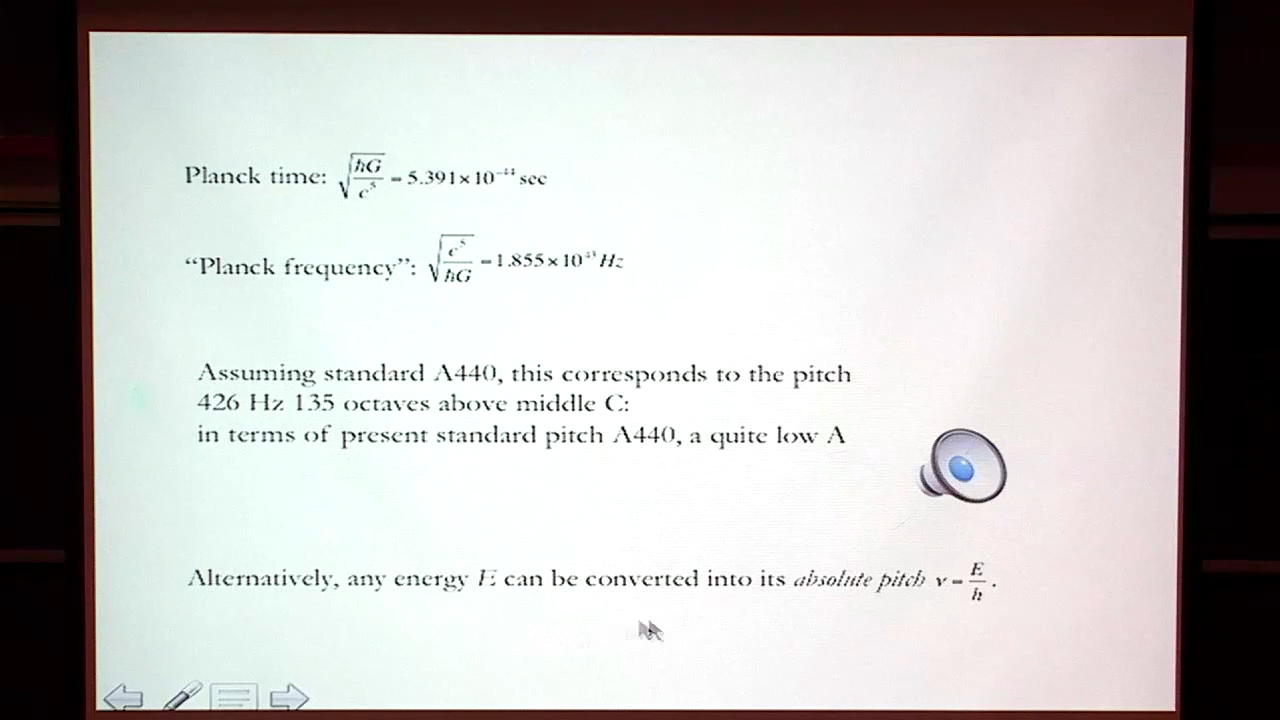 Planck time: √(ħG/c⁵) = 5.391×10⁻⁴⁴ sec
“Planck frequency”: √(c⁵/ħG) = 1.855×10⁴³ Hz
Assuming standard A440, this corresponds to the pitch
426 Hz 135 octaves above middle C:
in terms of present standard pitch A440, a quite low A
Alternatively, any energy E can be converted into its absolute pitch ν = E/h .